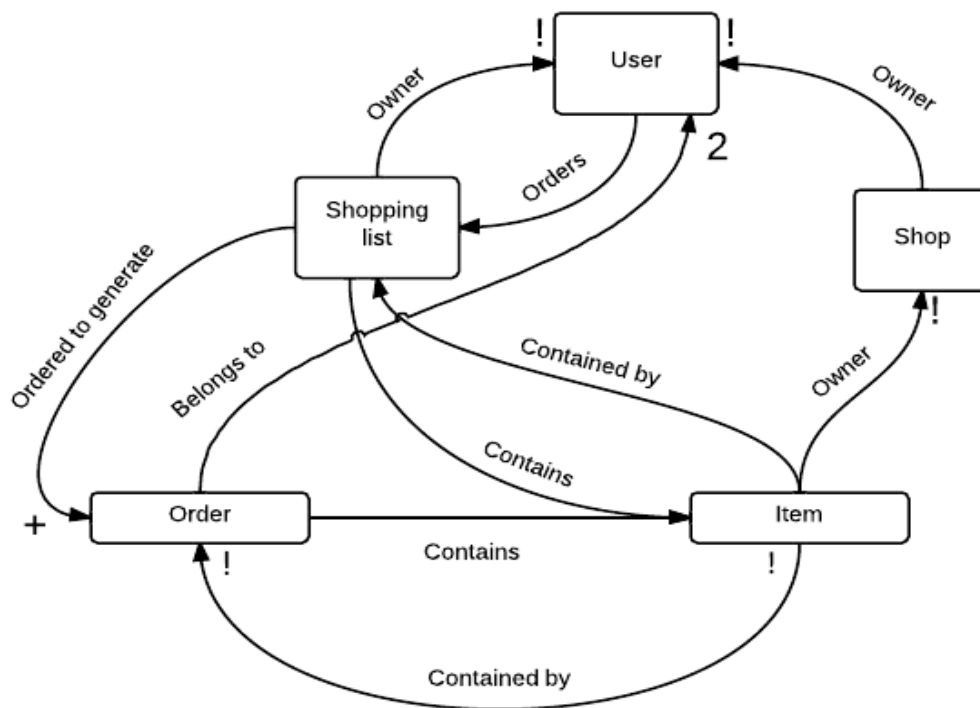 ! User !
Owner
Owner
2
Orders
Shopping
list
Shop
!
Ordered to generate
Belongs to
Contained by
Owner
Contains
+ Order
Item
Contains
!
!
Contained by